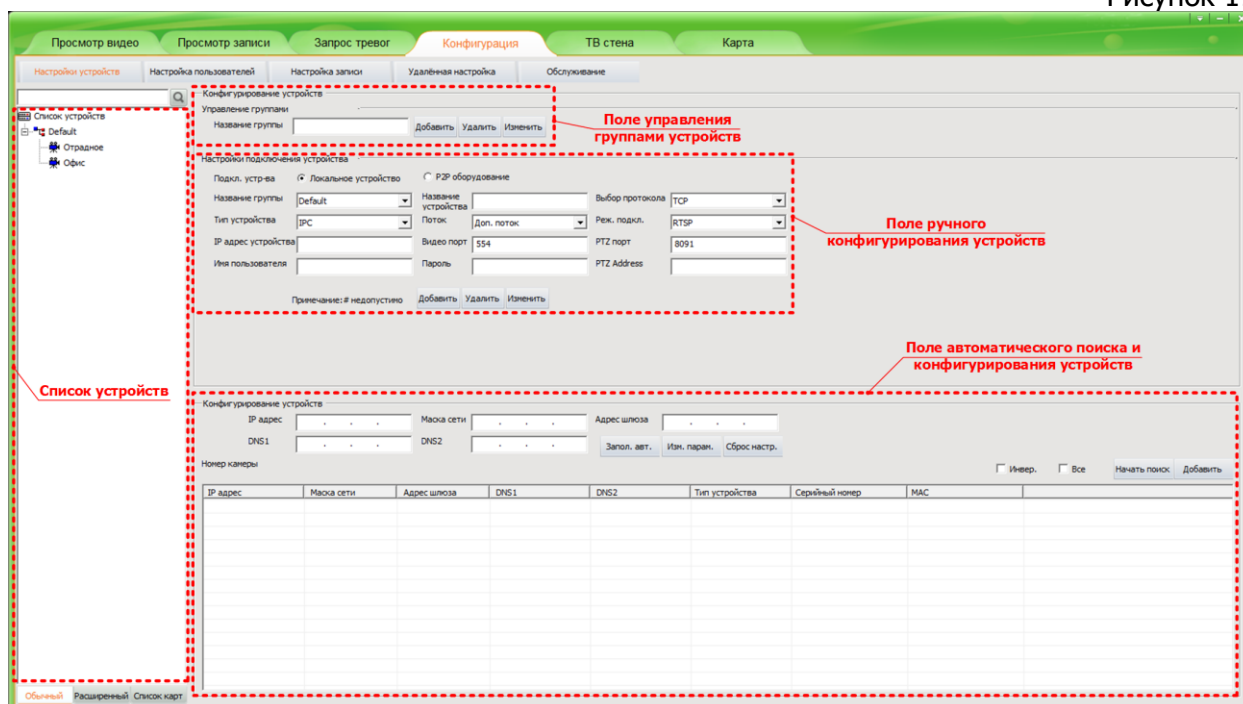 Рисунок 1
Просмотр видео Просмотр записи Запрос тревог Конфигурация ТВ стена Карта
Настройки устройств Настройка пользователей Настройка записи Удалённая настройка Обслуживание
Конфигурирование устройств
Управление группами
Название группы Добавить Удалить Изменить
Поле управления
группами устройств
Список устройств
Default
Отрадное
Офис
Настройки подключения устройства
Подкл. устр-ва Локальное устройство P2P оборудование
Название группы Default Название устройства Выбор протокола TCP
Тип устройства IPC Поток Доп. поток Реж. подкл. RTSP
IP адрес устройства Видео порт 554 PTZ порт 8091
Имя пользователя Пароль PTZ Address
Примечание:# недопустимо Добавить Удалить Изменить
Поле ручного
конфигурирования устройств
Поле автоматического поиска и
конфигурирования устройств
Список устройств
Конфигурирование устройств
IP адрес . . . Маска сети . . . Адрес шлюза . . .
DNS1 . . . DNS2 . . . Запол. авт. Изм. парам. Сброс настр.
Номер камеры Инвер. Все Начать поиск Добавить
IP адрес Маска сети Адрес шлюза DNS1 DNS2 Тип устройства Серийный номер MAC
Обычный Расширенный Список карт